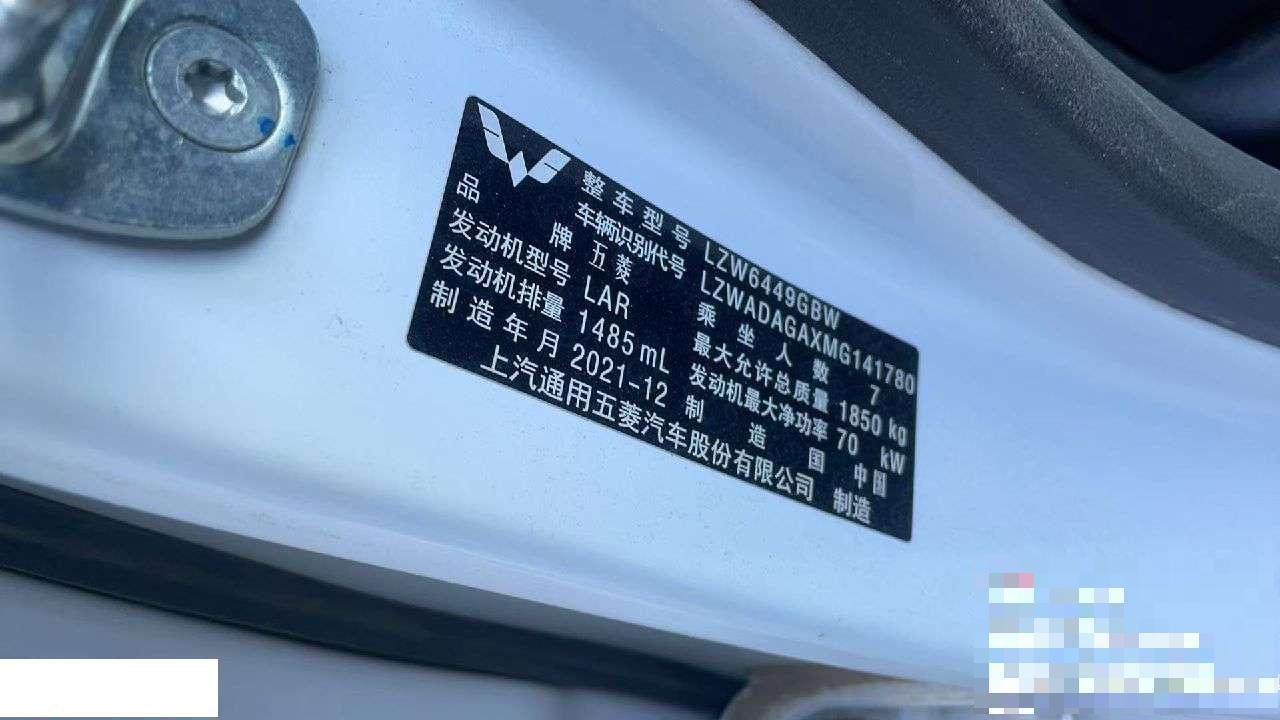 整车型号 LZW6449GBW
车辆识别代号 LZWADAGAXMG141780
品牌 五菱 乘坐人数 7
发动机型号 LAR 最大允许总质量 1850 kg
发动机排量 1485 mL 发动机最大净功率 70 kW
制造年月 2021-12 制造国 中国
上汽通用五菱汽车股份有限公司 制造